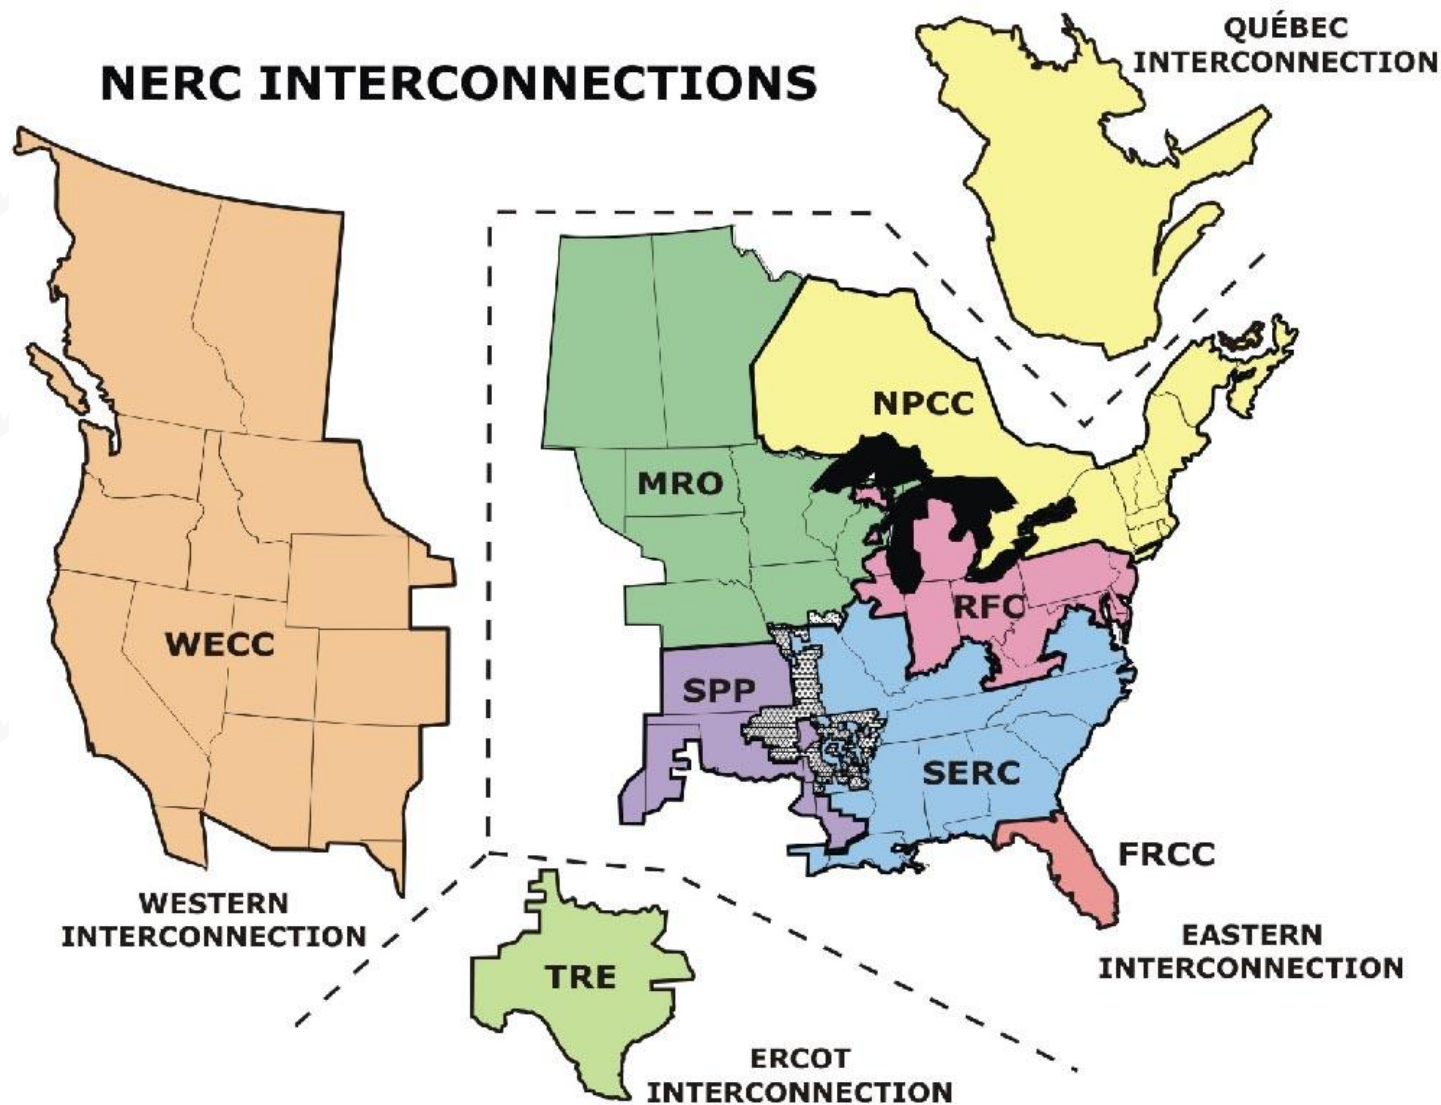 QUÉBEC
INTERCONNECTION
NERC INTERCONNECTIONS
NPCC
MRO
RFC
WECC
SPP
SERC
FRCC
WESTERN
INTERCONNECTION
EASTERN
INTERCONNECTION
TRE
ERCOT
INTERCONNECTION